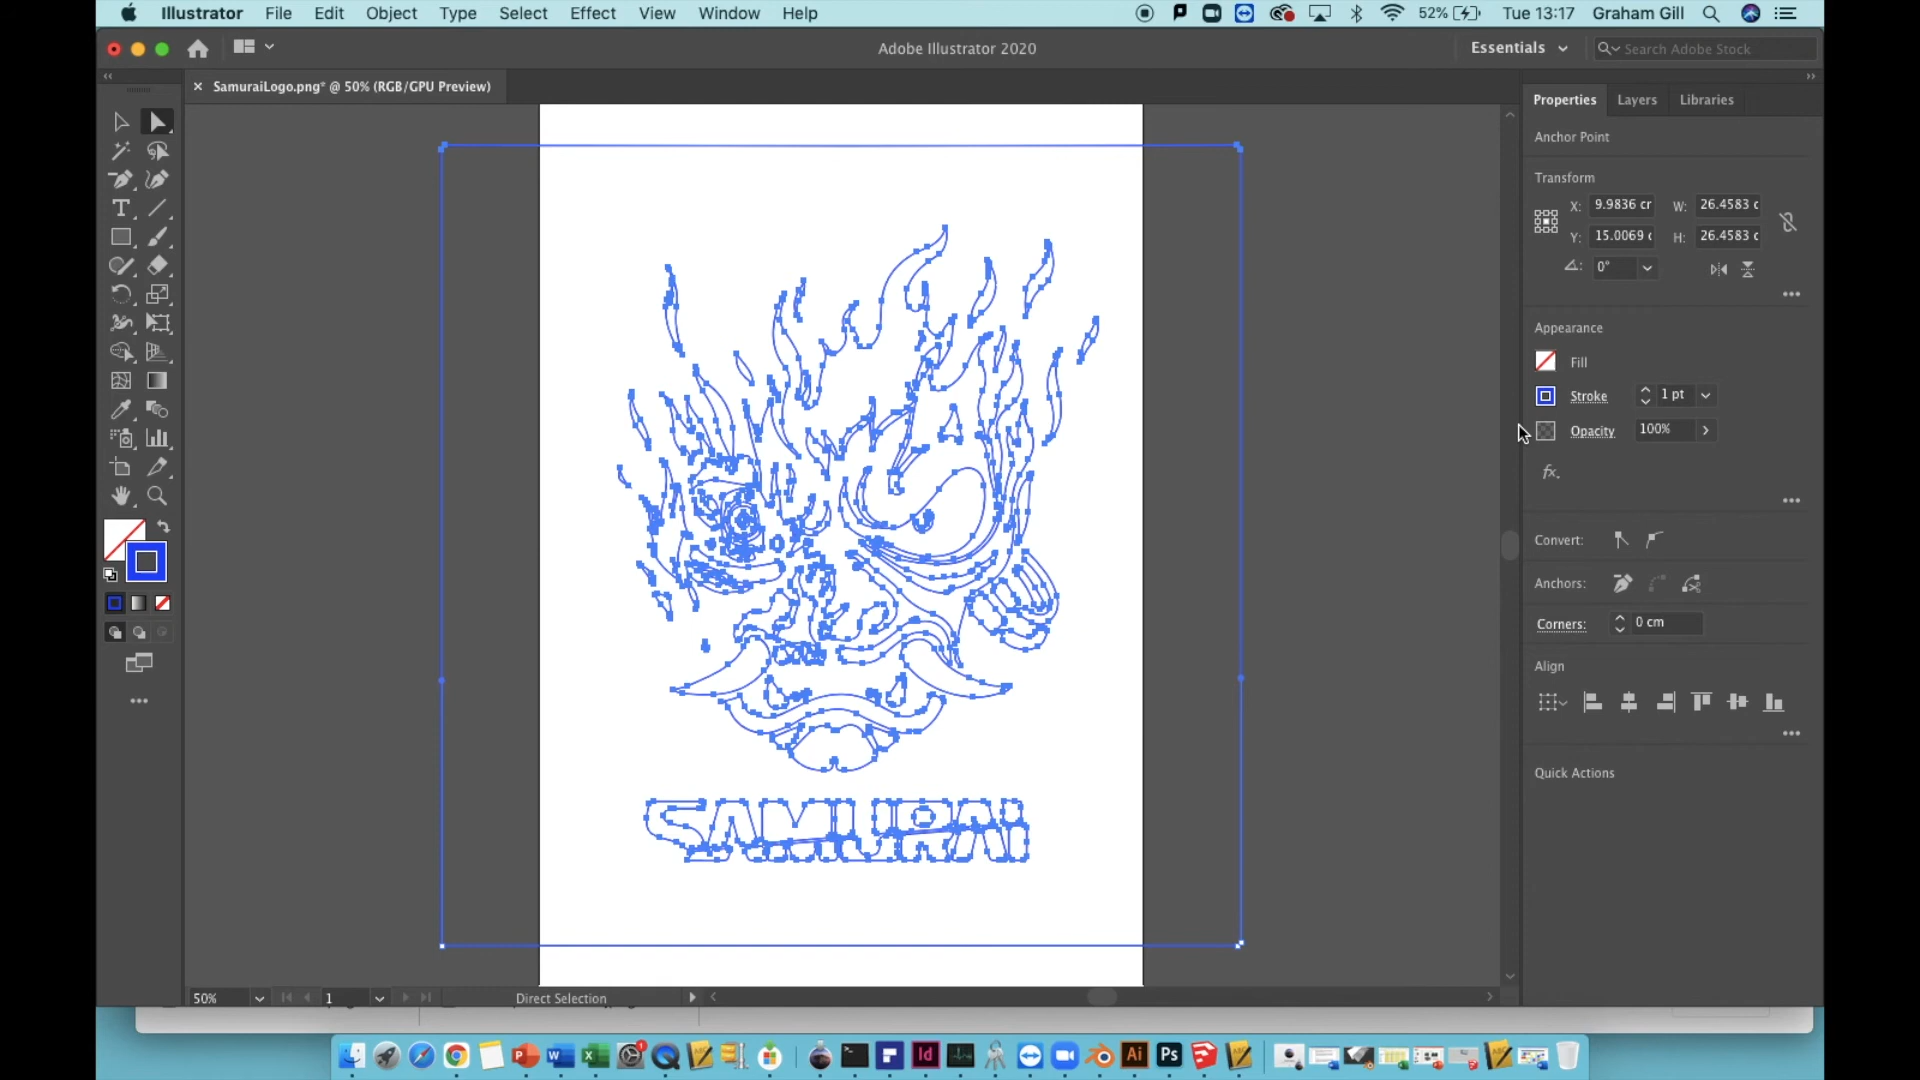 Illustrator File Edit Object Type Select Effect View Window Help
52% Tue 13:17 Graham Gill
Adobe Illustrator 2020
Essentials
Search Adobe Stock
SamuraiLogo.png* @ 50% (RGB/GPU Preview)
Properties Layers Libraries
Anchor Point
Transform
X: 9.9836 cr W: 26.4583 c
Y: 15.0069 c H: 26.4583 c
0°
Appearance
Fill
Stroke 1 pt
Opacity 100%
fx.
Convert:
Anchors:
Corners: 0 cm
Align
Quick Actions
SAMURAI
50% 1 Direct Selection